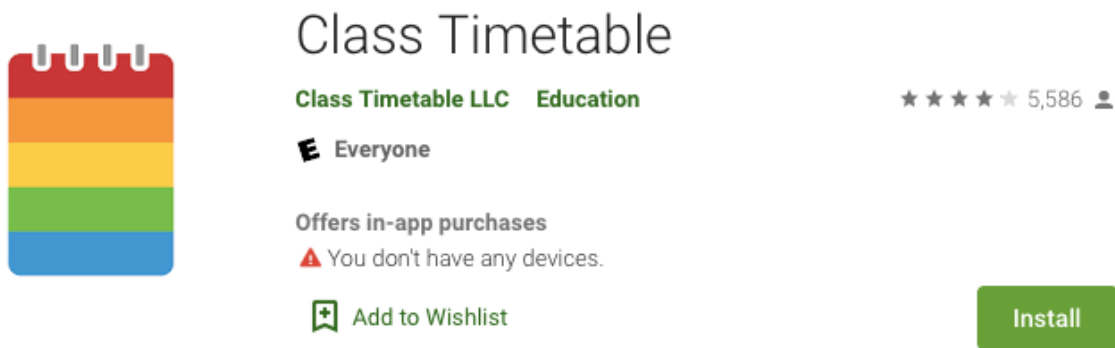 Class Timetable
Class Timetable LLC Education 5,586
E Everyone
Offers in-app purchases
You don't have any devices.
Add to Wishlist
Install